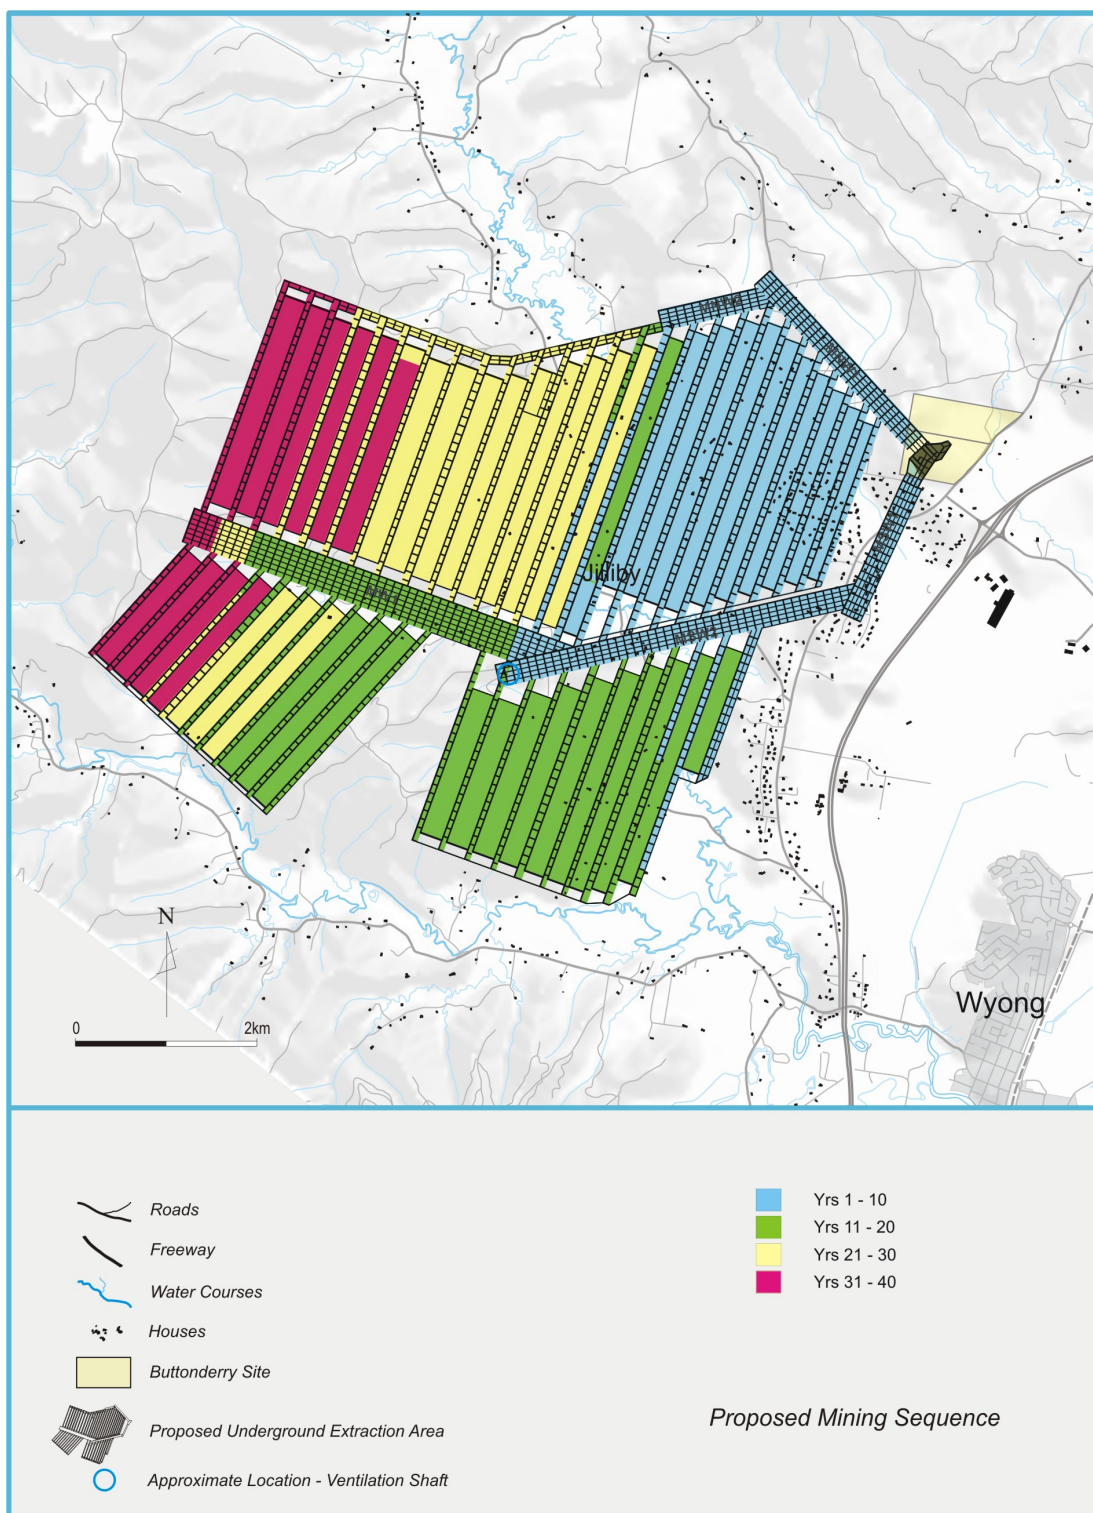 Jilliby
N
0
2km
Wyong
Roads
Freeway
Water Courses
Houses
Buttonderry Site
Proposed Underground Extraction Area
Approximate Location - Ventilation Shaft
Yrs 1 - 10
Yrs 11 - 20
Yrs 21 - 30
Yrs 31 - 40
Proposed Mining Sequence